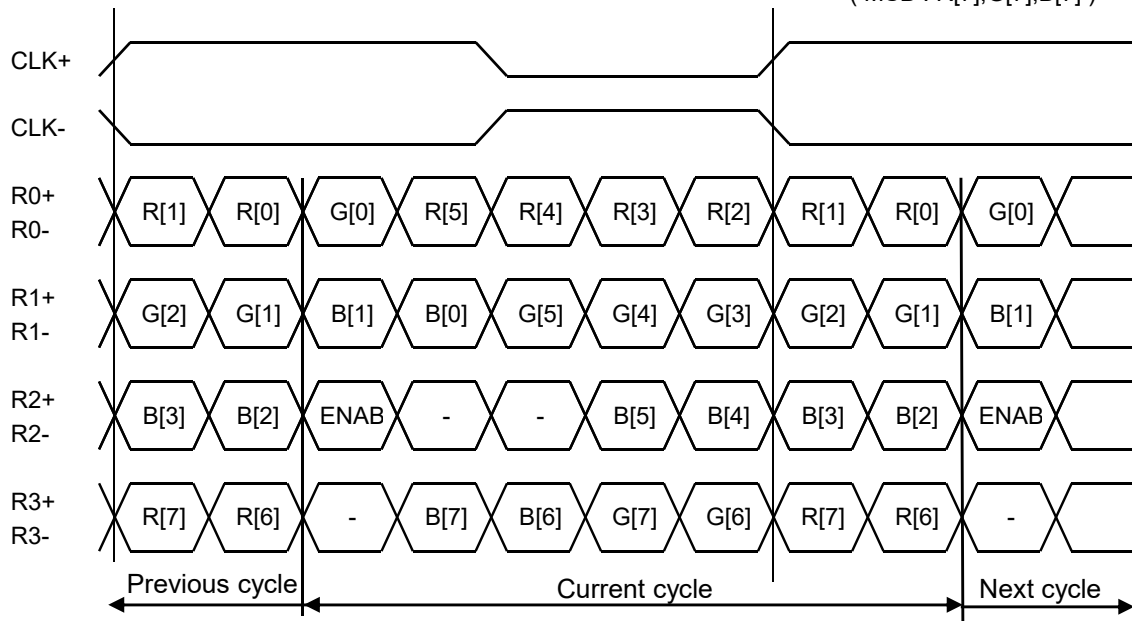 ( MSB : R[7],G[7],B[7] )
CLK+
CLK-
R0+
R0-
R[1] R[0] G[0] R[5] R[4] R[3] R[2] R[1] R[0] G[0]
R1+
R1-
G[2] G[1] B[1] B[0] G[5] G[4] G[3] G[2] G[1] B[1]
R2+
R2-
B[3] B[2] ENAB - - B[5] B[4] B[3] B[2] ENAB
R3+
R3-
R[7] R[6] - B[7] B[6] G[7] G[6] R[7] R[6] -
Previous cycle Current cycle Next cycle